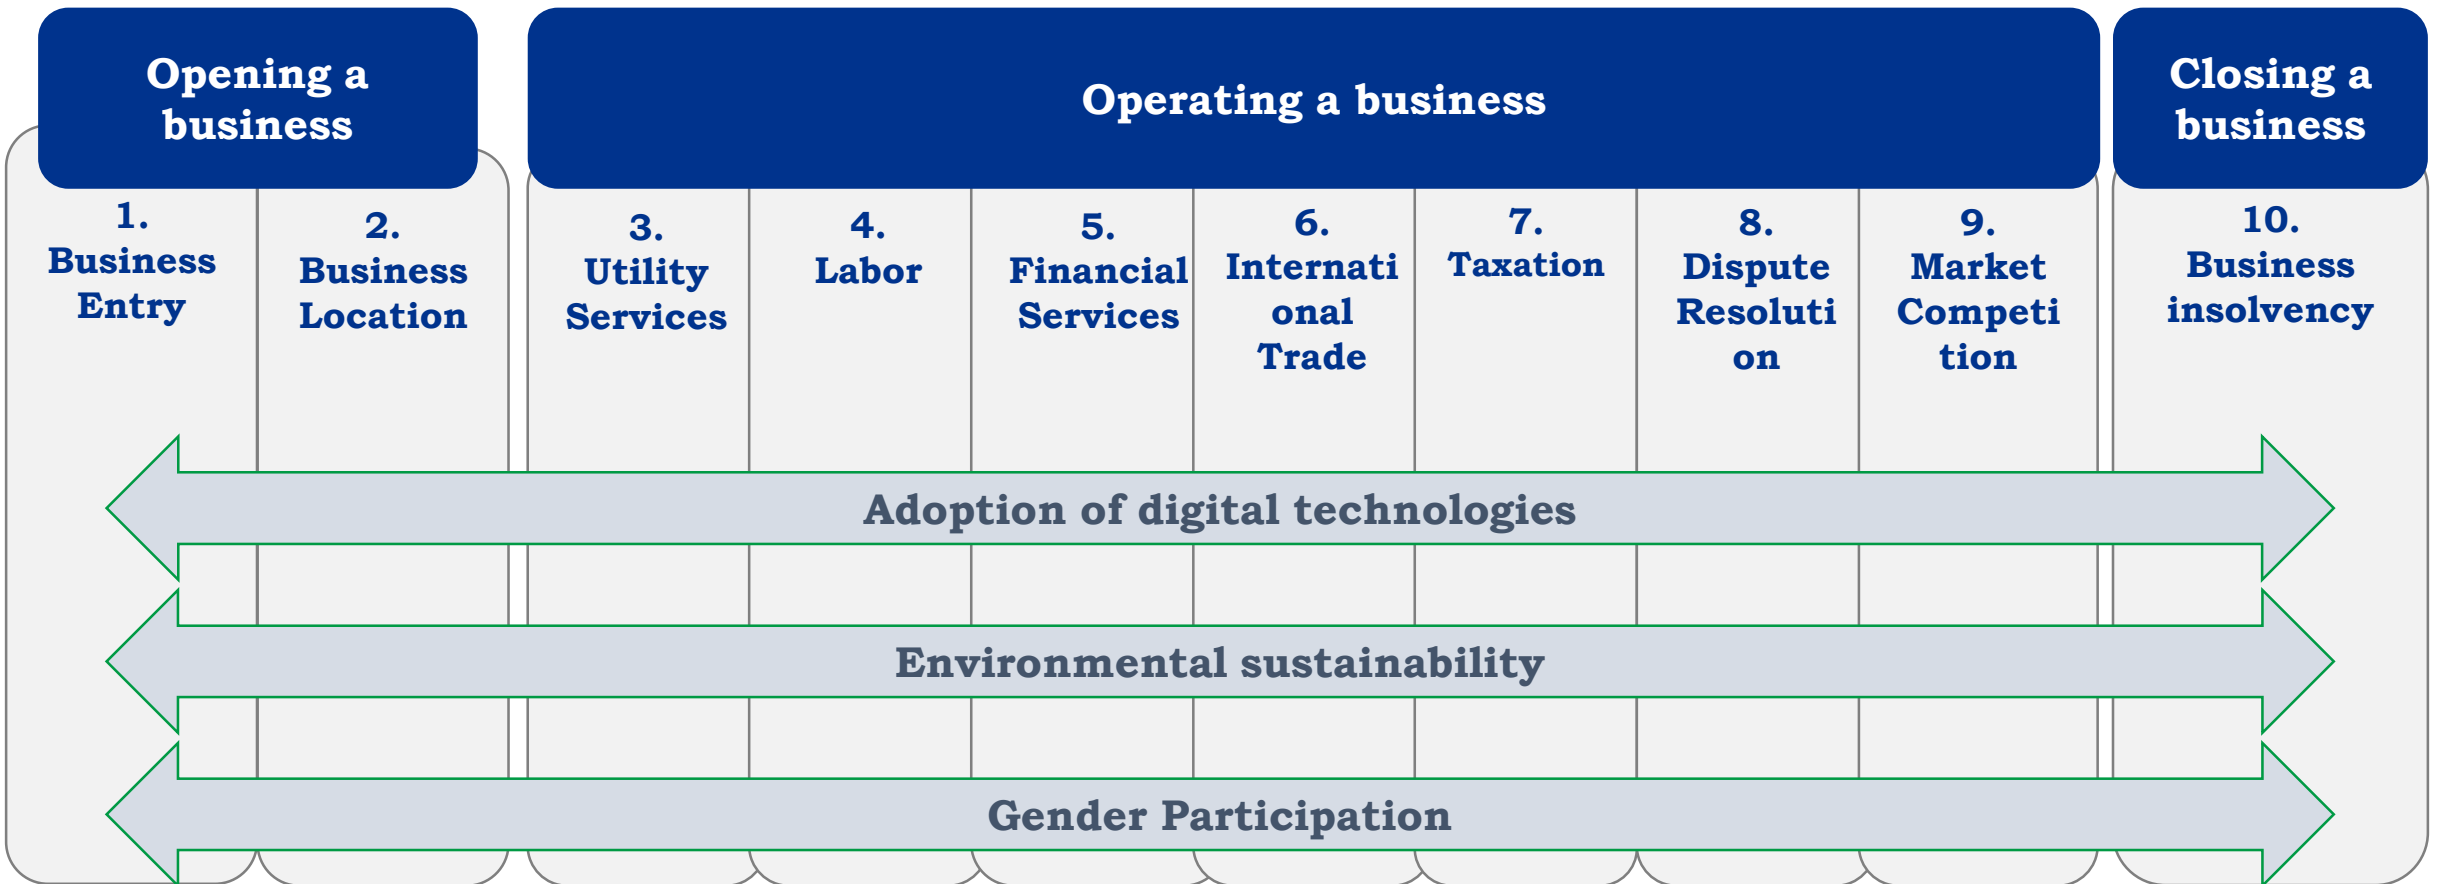 Opening a
business
Operating a business
Closing a
business
1.
Business
Entry
2.
Business
Location
3.
Utility
Services
4.
Labor
5.
Financial
Services
6.
Internati
onal
Trade
7.
Taxation
8.
Dispute
Resoluti
on
9.
Market
Competi
tion
10.
Business
insolvency
Adoption of digital technologies
Environmental sustainability
Gender Participation